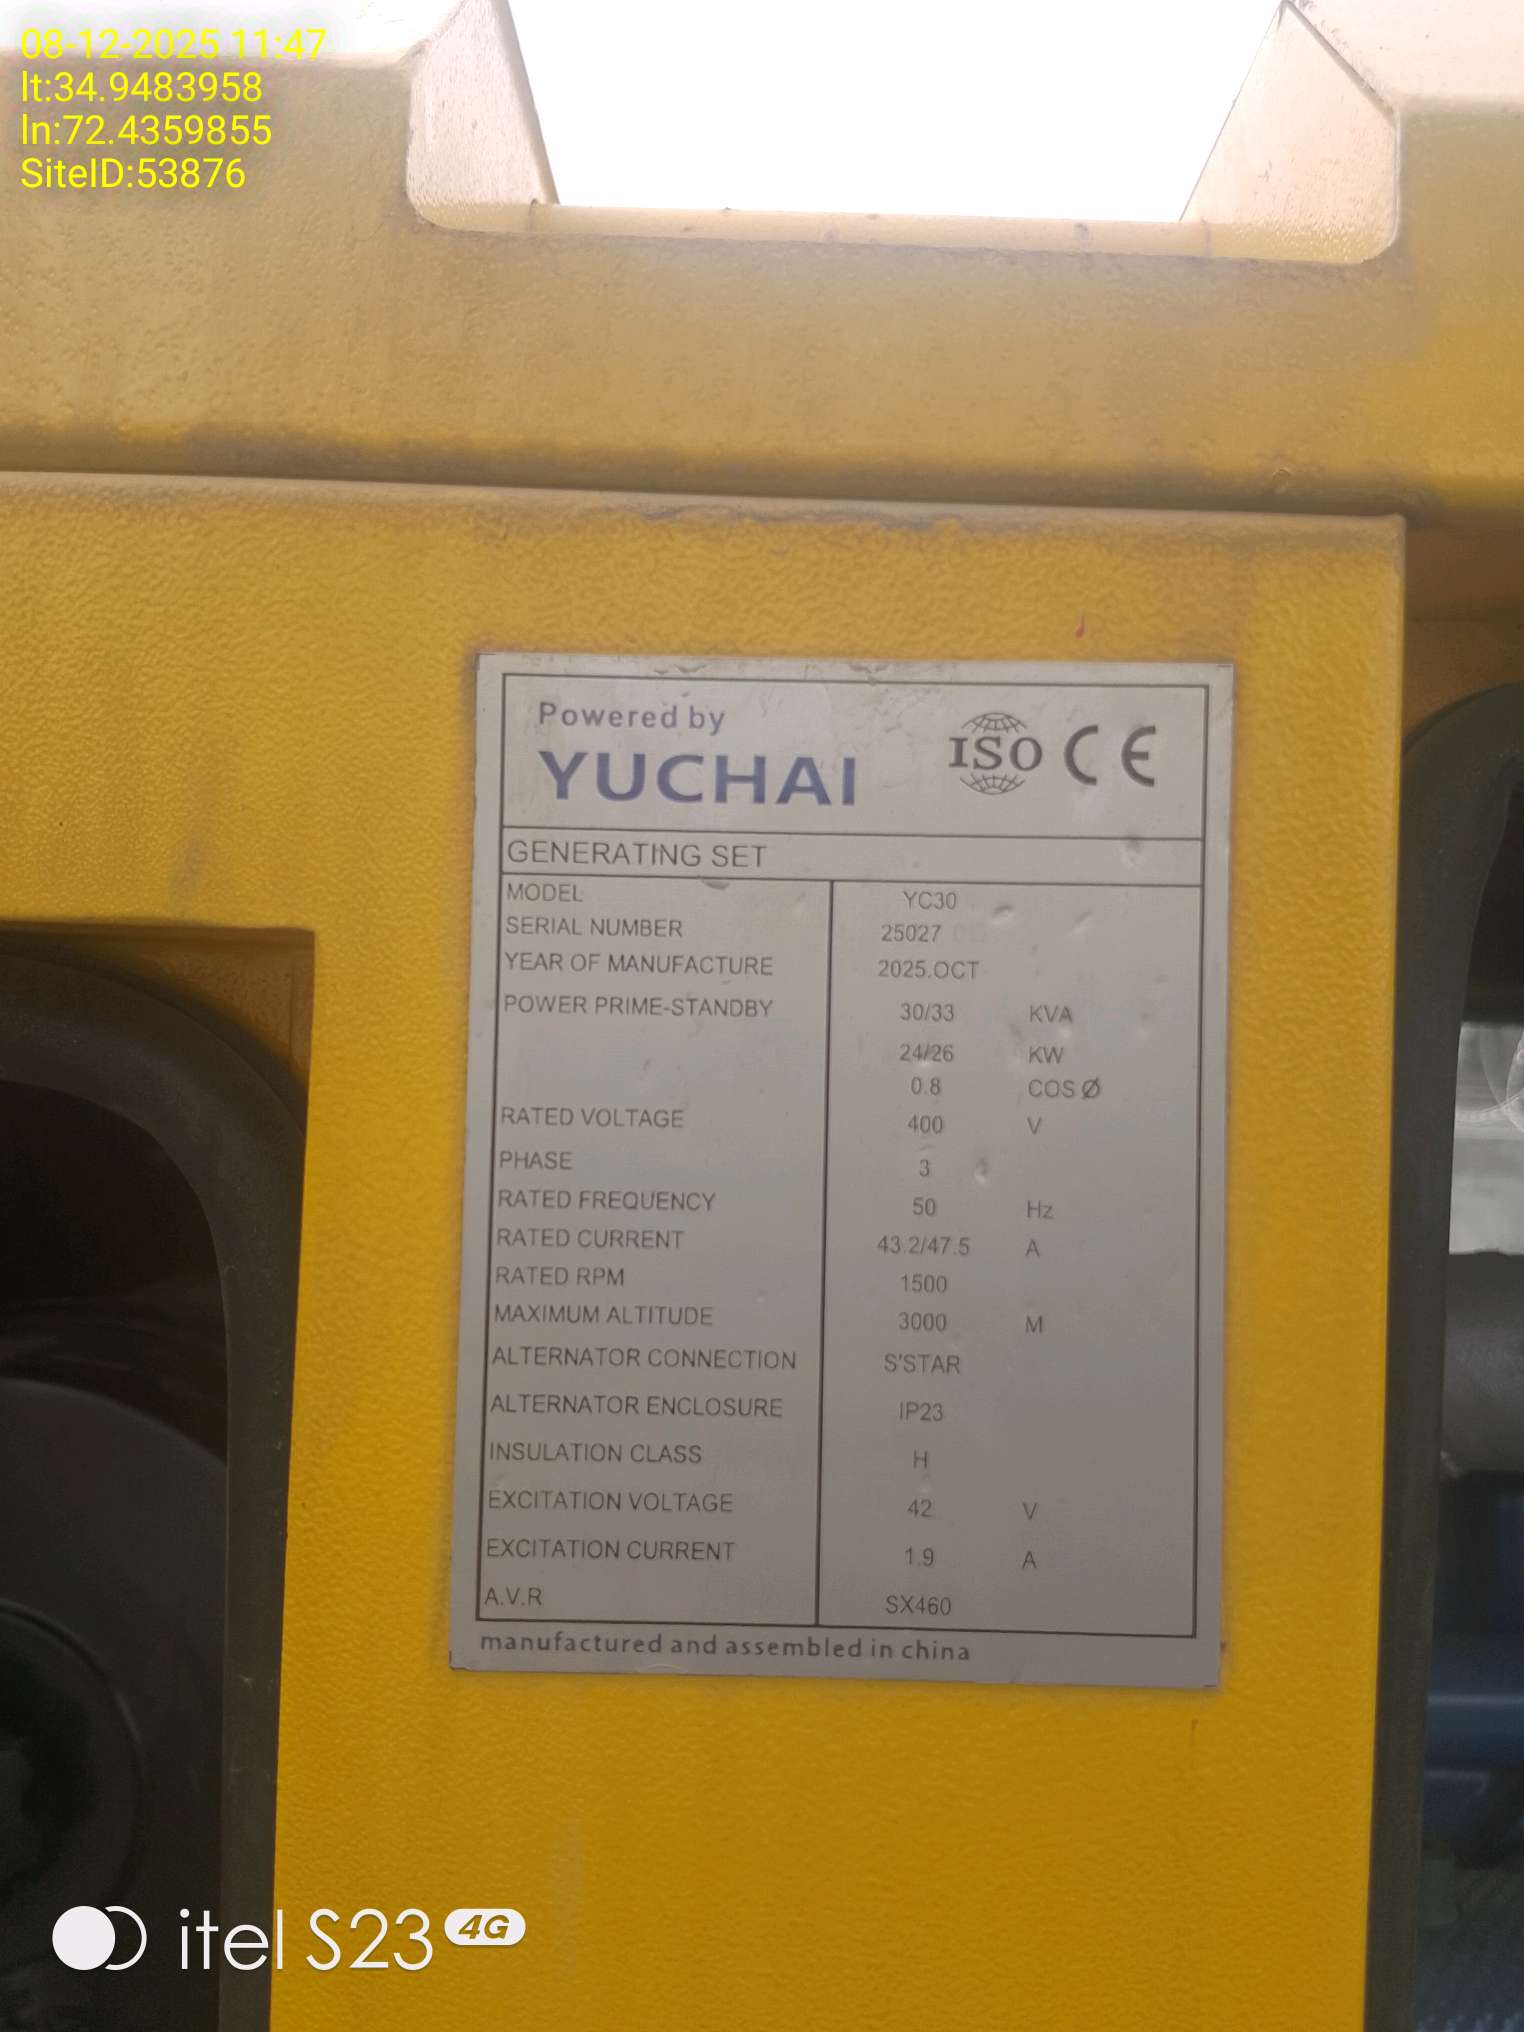 08-12-2025 11:47
lt:34.9483958
ln:72.4359855
SiteID:53876
Powered by
YUCHAI
ISO CE
GENERATING SET
MODEL YC30
SERIAL NUMBER 25027
YEAR OF MANUFACTURE 2025.OCT
POWER PRIME-STANDBY 30/33 KVA
24/26 KW
0.8 COS Ø
RATED VOLTAGE 400 V
PHASE 3
RATED FREQUENCY 50 Hz
RATED CURRENT 43.2/47.5 A
RATED RPM 1500
MAXIMUM ALTITUDE 3000 M
ALTERNATOR CONNECTION S'STAR
ALTERNATOR ENCLOSURE IP23
INSULATION CLASS H
EXCITATION VOLTAGE 42 V
EXCITATION CURRENT 1.9 A
A.V.R SX460
manufactured and assembled in china
itel S23 4G